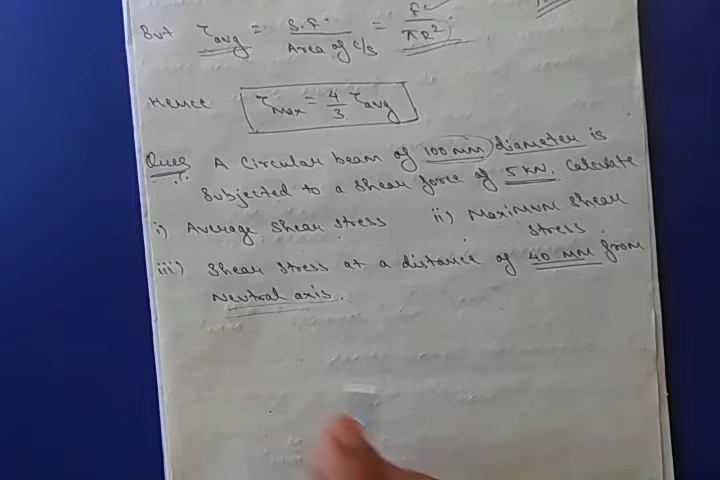 But τavg = S.F. / Area of c/s = F / πR²
Hence τmax = 4/3 τavg
Ques: A Circular beam of 100 mm diameter is
subjected to a shear force of 5 kN. Calculate
i) Average shear stress ii) Maximum shear stress.
iii) Shear stress at a distance of 40 mm from
Neutral axis.